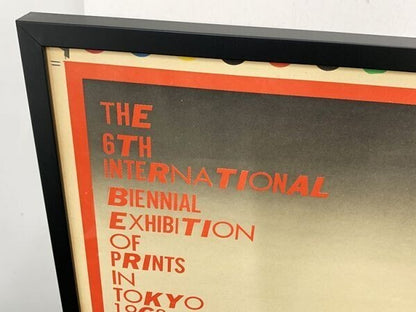 THE
6TH
INTERNATIONAL
BIENNIAL
EXHIBITION
OF
PRINTS
IN
TOKYO